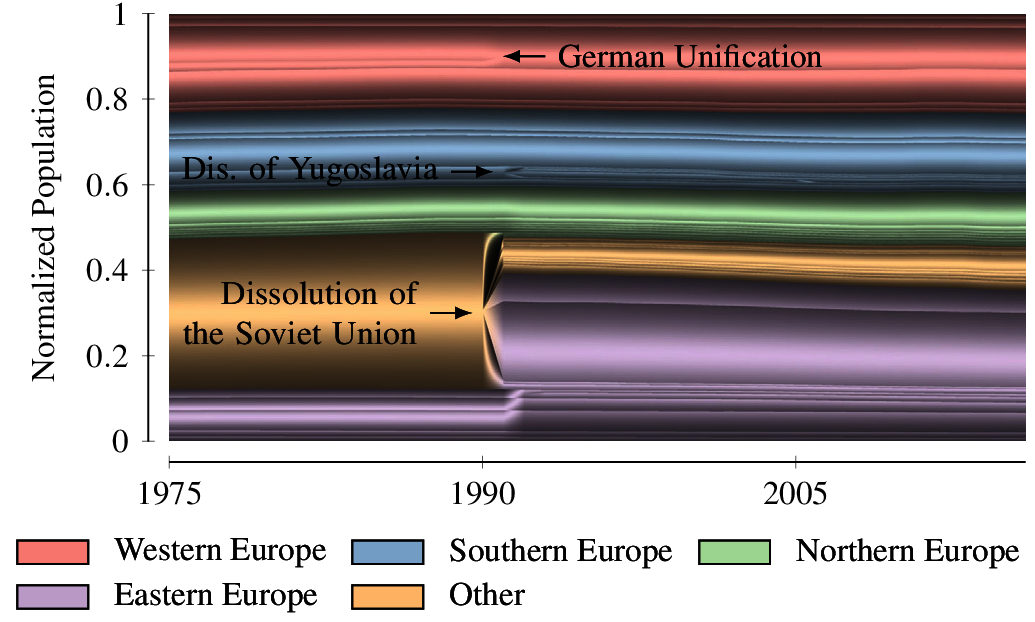 1
German Unification
0.8
Dis. of Yugoslavia
0.6
Normalized Population
0.4
Dissolution of
the Soviet Union
0.2
0
1975 1990 2005
Western Europe Southern Europe Northern Europe
Eastern Europe Other